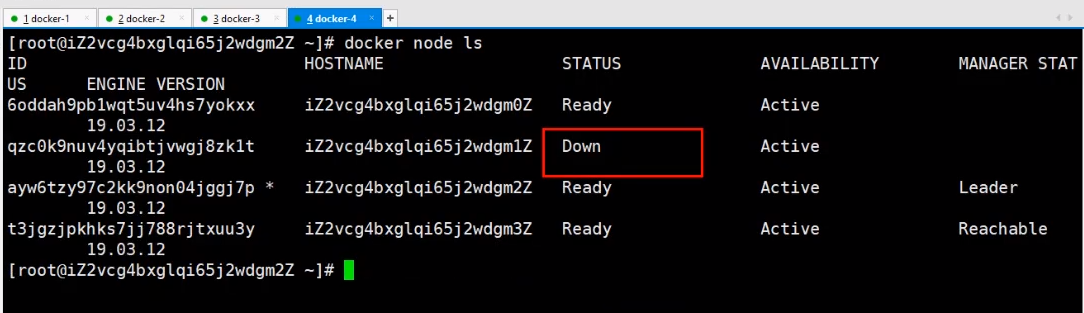 1 docker-1 × 2 docker-2 × 3 docker-3 × 4 docker-4 × +
[root@iZ2vcg4bxglqi65j2wdgm2Z ~]# docker node ls
ID HOSTNAME STATUS AVAILABILITY MANAGER STAT
US ENGINE VERSION
6oddah9pb1wqt5uv4hs7yokxx iZ2vcg4bxglqi65j2wdgm0Z Ready Active
19.03.12
qzc0k9nuv4yqibtjvwgj8zk1t iZ2vcg4bxglqi65j2wdgm1Z Down Active
19.03.12
ayw6tzy97c2kk9non04jggj7p * iZ2vcg4bxglqi65j2wdgm2Z Ready Active Leader
19.03.12
t3jgzjpkhks7jj788rjtxuu3y iZ2vcg4bxglqi65j2wdgm3Z Ready Active Reachable
19.03.12
[root@iZ2vcg4bxglqi65j2wdgm2Z ~]#